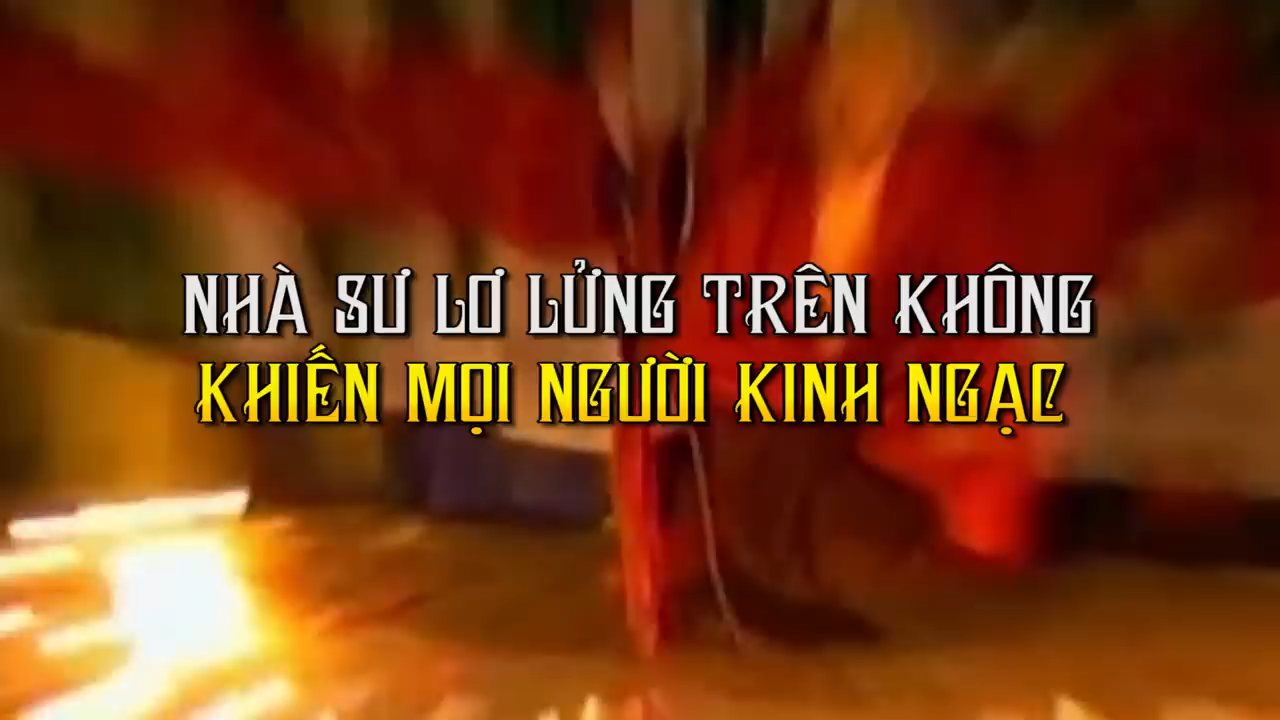 NHÀ SƯ LƠ LỬNG TRÊN KHÔNG
KHIẾN MỌI NGƯỜI KINH NGẠC